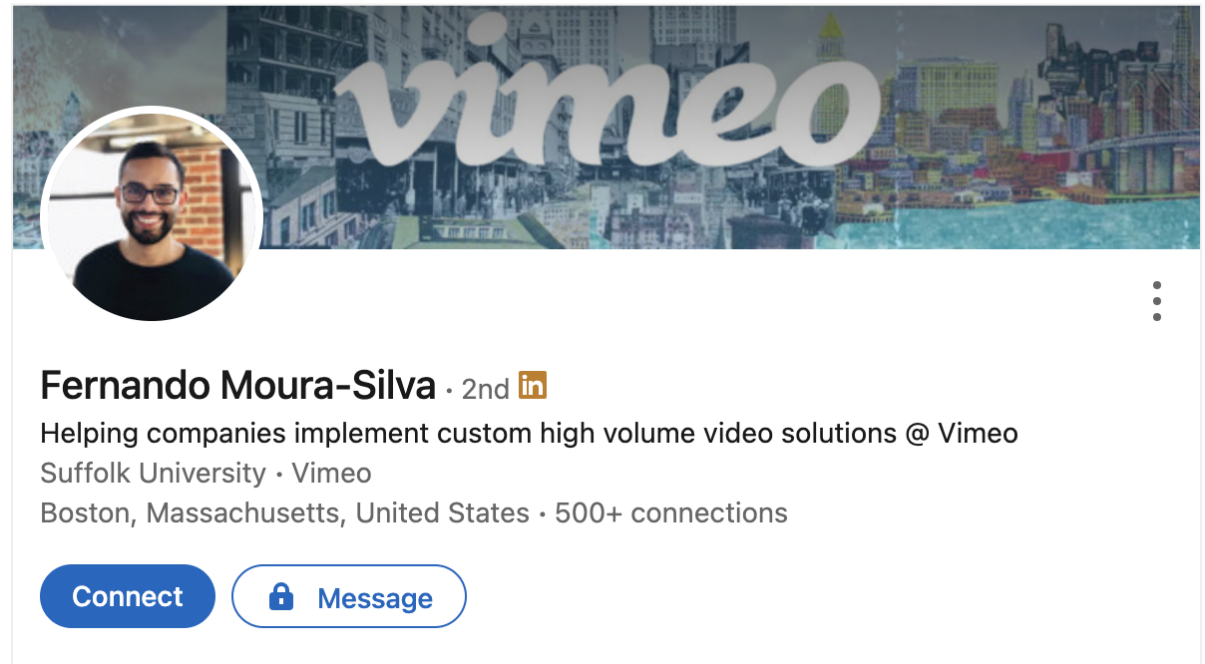 vimeo
Fernando Moura-Silva · 2nd in
Helping companies implement custom high volume video solutions @ Vimeo
Suffolk University · Vimeo
Boston, Massachusetts, United States · 500+ connections
Connect Message